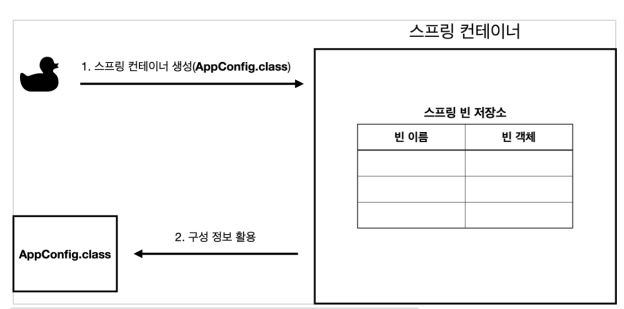 스프링 컨테이너
1. 스프링 컨테이너 생성(AppConfig.class)
스프링 빈 저장소
빈 이름 빈 객체
2. 구성 정보 활용
AppConfig.class